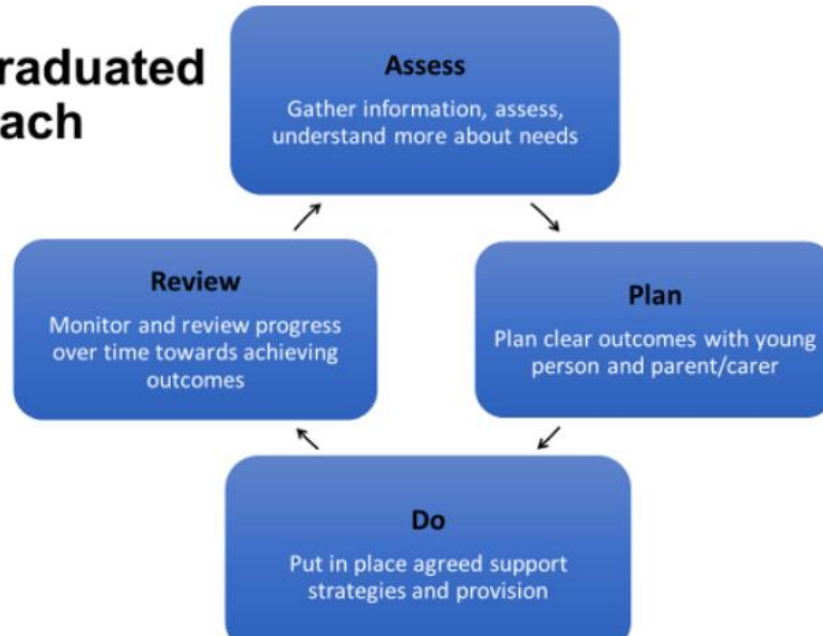 raduated
ach
Assess
Gather information, assess,
understand more about needs
Review
Monitor and review progress
over time towards achieving
outcomes
Plan
Plan clear outcomes with young
person and parent/carer
Do
Put in place agreed support
strategies and provision